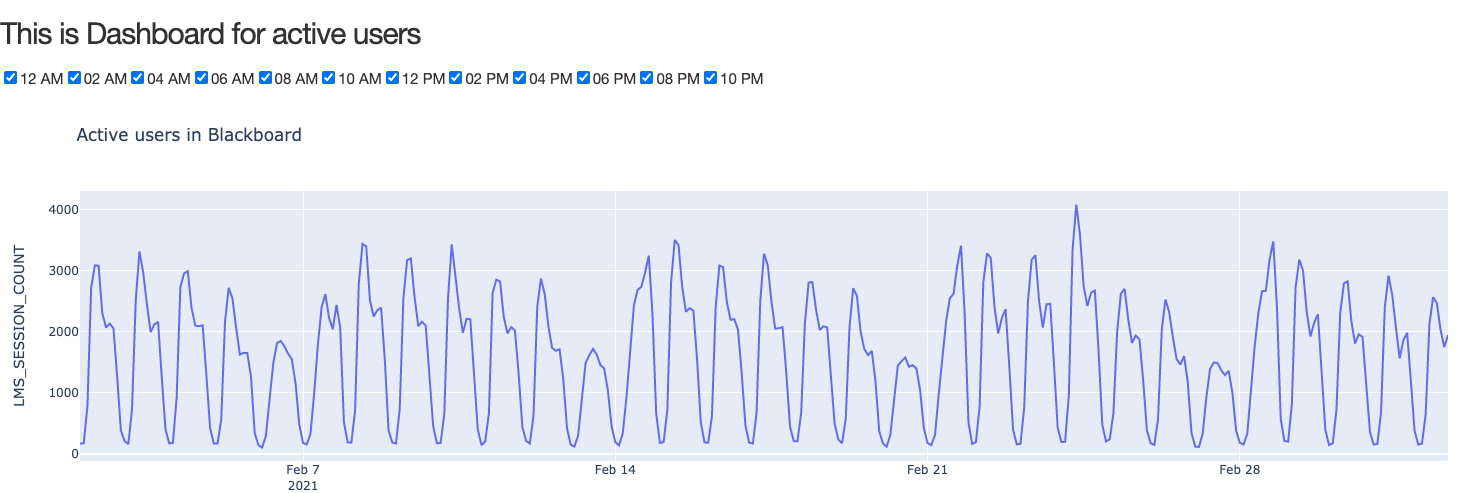 This is Dashboard for active users
12 AM 02 AM 04 AM 06 AM 08 AM 10 AM 12 PM 02 PM 04 PM 06 PM 08 PM 10 PM
Active users in Blackboard
LMS_SESSION_COUNT
4000
3000
2000
1000
0
Feb 7 Feb 14 Feb 21 Feb 28
2021